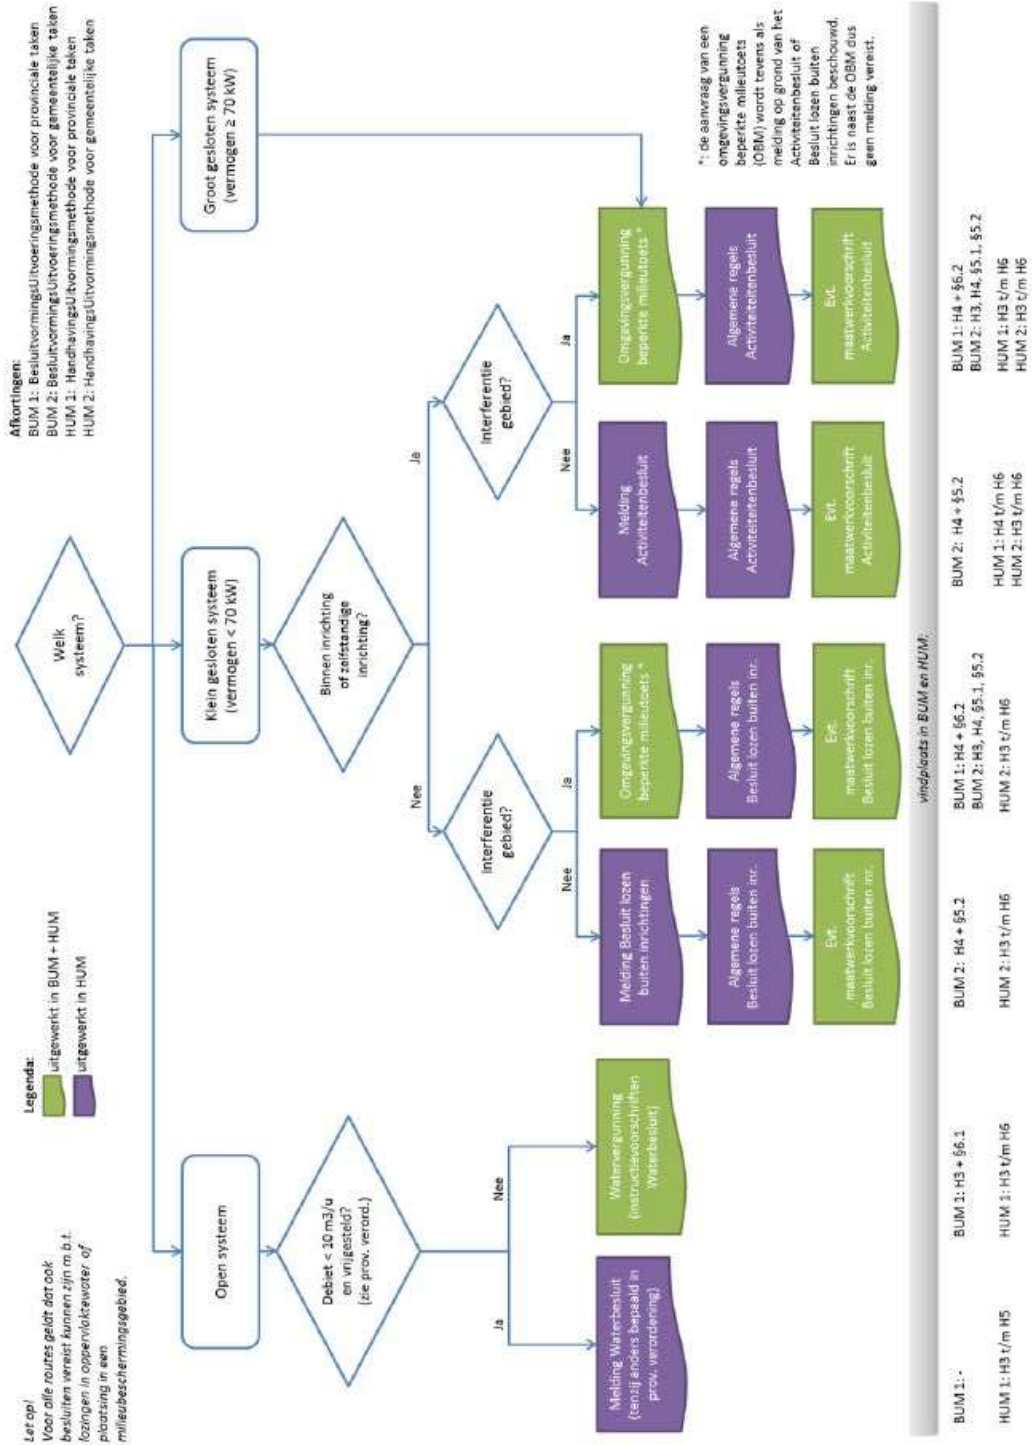 Let op!
Voor alle routes geldt dat ook
besluiten vereist kunnen zijn m.b.t.
lozingen in oppervlaktewater of
plaatsing in een
milieubeschermingsgebied.
Legenda:
uitgewerkt in BUM + HUM
uitgewerkt in HUM
Afkortingen:
BUM 1: BesluitvormingsUitvoeringsmethode voor provinciale taken
BUM 2: BesluitvormingsUitvoeringsmethode voor gemeentelijke taken
HUM 1: HandhavingsUitvormingsmethode voor provinciale taken
HUM 2: HandhavingsUitvormingsmethode voor gemeentelijke taken
Welk
systeem?
Open systeem
Klein gesloten systeem
(vermogen < 70 kW)
Groot gesloten systeem
(vermogen ≥ 70 kW)
Debiet < 10 m3/u
en vrijgesteld?
(zie prov. verord.)
Binnen inrichting
of zelfstandige
inrichting?
Nee
Ja
Interferentie
gebied?
Interferentie
gebied?
Ja
Nee
Nee
Ja
Nee
Ja
Melding Waterbesluit
(tenzij anders bepaald in
prov. verordening)
Watervergunning
(instructievoorschriften
Waterbesluit)
Melding Besluit lozen
buiten inrichtingen
Omgevingsvergunning
beperkte milieutoets *
Melding
Activiteitenbesluit
Omgevingsvergunning
beperkte milieutoets *
*: de aanvraag van een
omgevingsvergunning
beperkte milieutoets
(OBM) wordt tevens als
melding op grond van het
Activiteitenbesluit of
Besluit lozen buiten
inrichtingen beschouwd.
Er is naast de OBM dus
geen melding vereist.
Algemene regels
Besluit lozen buiten inr.
Algemene regels
Besluit lozen buiten inr.
Algemene regels
Activiteitenbesluit
Algemene regels
Activiteitenbesluit
Evt.
maatwerkvoorschrift
Besluit lozen buiten inr.
Evt.
maatwerkvoorschrift
Besluit lozen buiten inr.
Evt.
maatwerkvoorschrift
Activiteitenbesluit
Evt.
maatwerkvoorschrift
Activiteitenbesluit
vindplaats in BUM en HUM:
BUM 1: -
HUM 1: H3 t/m H5
BUM 1: H3 + §6.1
HUM 1: H3 t/m H6
BUM 2: H4 + §5.2
HUM 2: H3 t/m H6
BUM 1: H4 + §6.2
BUM 2: H3, H4, §5.1, §5.2
HUM 2: H3 t/m H6
BUM 2: H4 + §5.2
HUM 1: H4 t/m H6
HUM 2: H3 t/m H6
BUM 1: H4 + §6.2
BUM 2: H3, H4, §5.1, §5.2
HUM 1: H3 t/m H6
HUM 2: H3 t/m H6